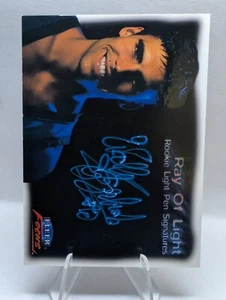 Ray Of Light
Rookie Light Pen Signatures
FLEER
Focus